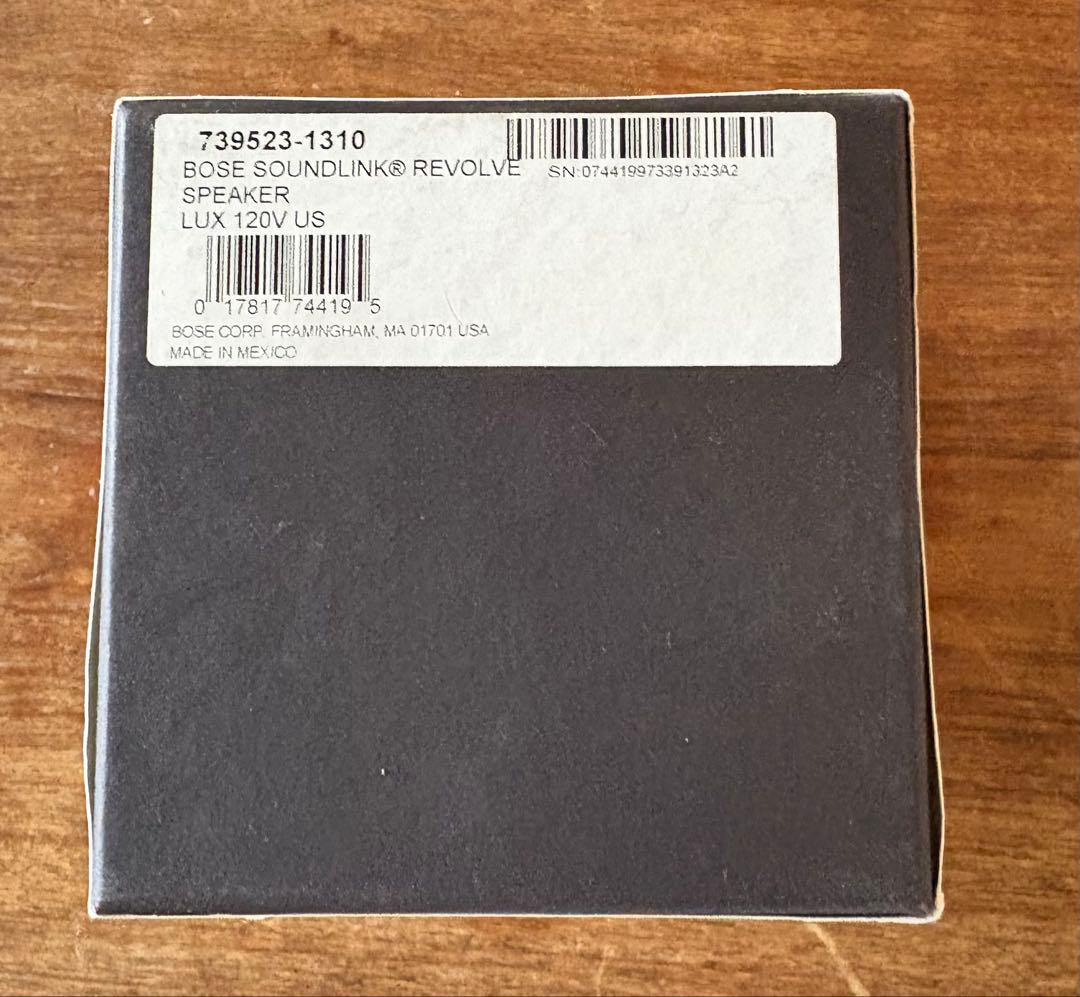 739523-1310
BOSE SOUNDLINK® REVOLVE
SPEAKER
LUX 120V US
SN:074419973391323A2
0 17817 74419 5
BOSE CORP. FRAMINGHAM, MA 01701 USA
MADE IN MEXICO